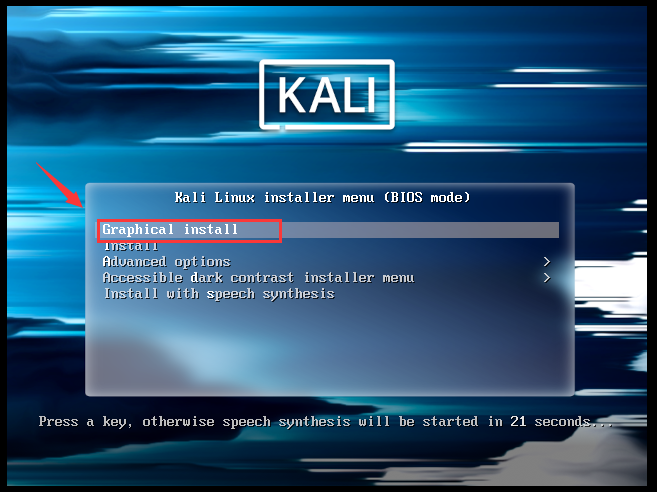 KALI
Kali Linux installer menu (BIOS mode)
Graphical install
Install
Advanced options >
Accessible dark contrast installer menu >
Install with speech synthesis
Press a key, otherwise speech synthesis will be started in 21 seconds...